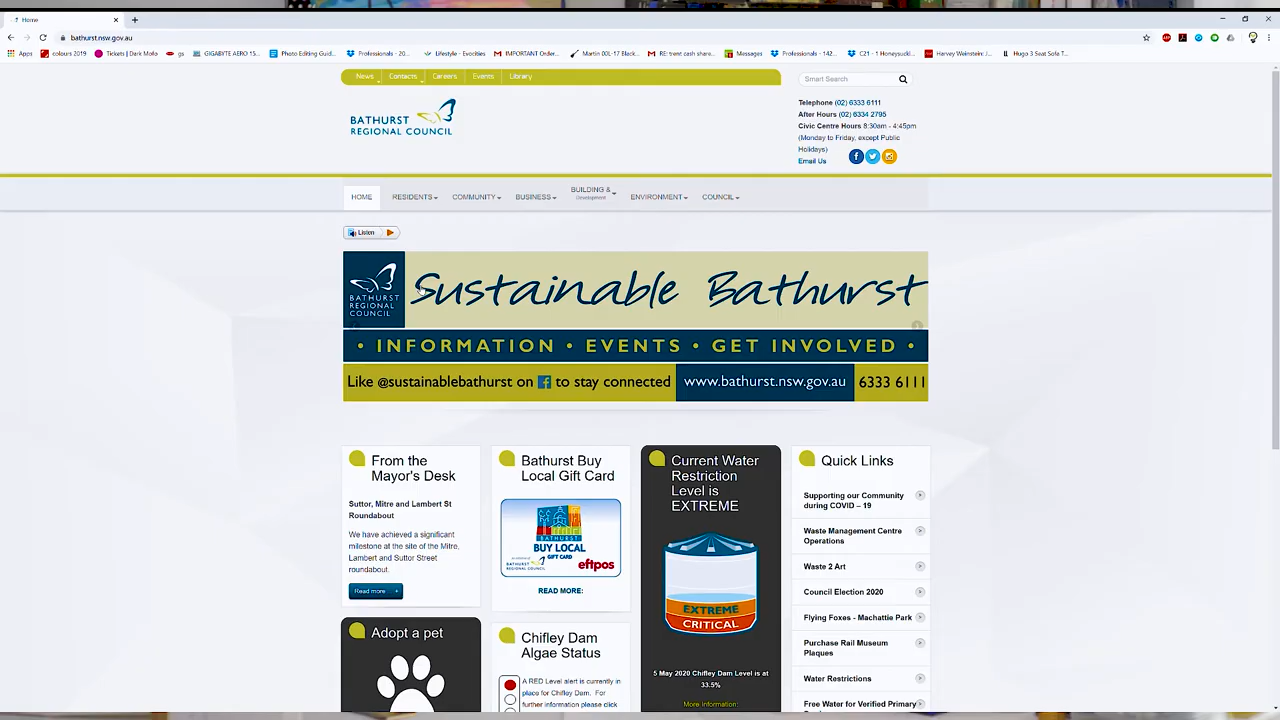 Home
bathurst.nsw.gov.au
Apps
colours 2019
Tickets | Dark Mofo
gs
GIGABYTE AERO 15...
Photo Editing Guid...
Professionals - 20...
Lifestyle - Evocities
IMPORTANT Order...
Martin 00L-17 Black...
RE: trent cash share...
Messages
Professionals - 142...
C21 - 1 Honeysuckl...
Harvey Weinstein: J...
Hugo 3 Seat Sofa T...
News
Contacts
Careers
Events
Library
Smart Search
Telephone (02) 6333 6111
After Hours (02) 6334 2795
Civic Centre Hours 8:30am - 4:45pm
(Monday to Friday, except Public
Holidays)
Email Us
BATHURST
REGIONAL COUNCIL
HOME
RESIDENTS
COMMUNITY
BUSINESS
BUILDING &
Development
ENVIRONMENT
COUNCIL
Listen
BATHURST
REGIONAL
COUNCIL
Sustainable Bathurst
• INFORMATION • EVENTS • GET INVOLVED •
Like @sustainablebathurst on f to stay connected
www.bathurst.nsw.gov.au
6333 6111
From the
Mayor's Desk
Suttor, Mitre and Lambert St
Roundabout
We have achieved a significant
milestone at the site of the Mitre,
Lambert and Suttor Street
roundabout.
Read more
Adopt a pet
Bathurst Buy
Local Gift Card
BATHURST
BUY LOCAL
GIFT CARD
BATHURST
REGIONAL COUNCIL
eftpos
READ MORE:
Chifley Dam
Algae Status
A RED Level alert is currently in
place for Chifley Dam. For
further information please click
Current Water
Restriction
Level is
EXTREME
EXTREME
CRITICAL
5 May 2020 Chifley Dam Level is at
33.5%
More information:
Quick Links
Supporting our Community
during COVID – 19
Waste Management Centre
Operations
Waste 2 Art
Council Election 2020
Flying Foxes - Machattie Park
Purchase Rail Museum
Plaques
Water Restrictions
Free Water for Verified Primary